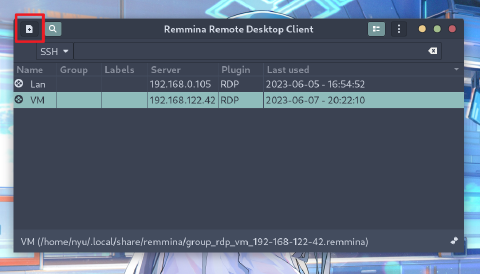 Remmina Remote Desktop Client
SSH
Name Group Labels Server Plugin Last used
Lan 192.168.0.105 RDP 2023-06-05 - 16:54:52
VM 192.168.122.42 RDP 2023-06-07 - 20:22:10
VM (/home/nyu/.local/share/remmina/group_rdp_vm_192-168-122-42.remmina)